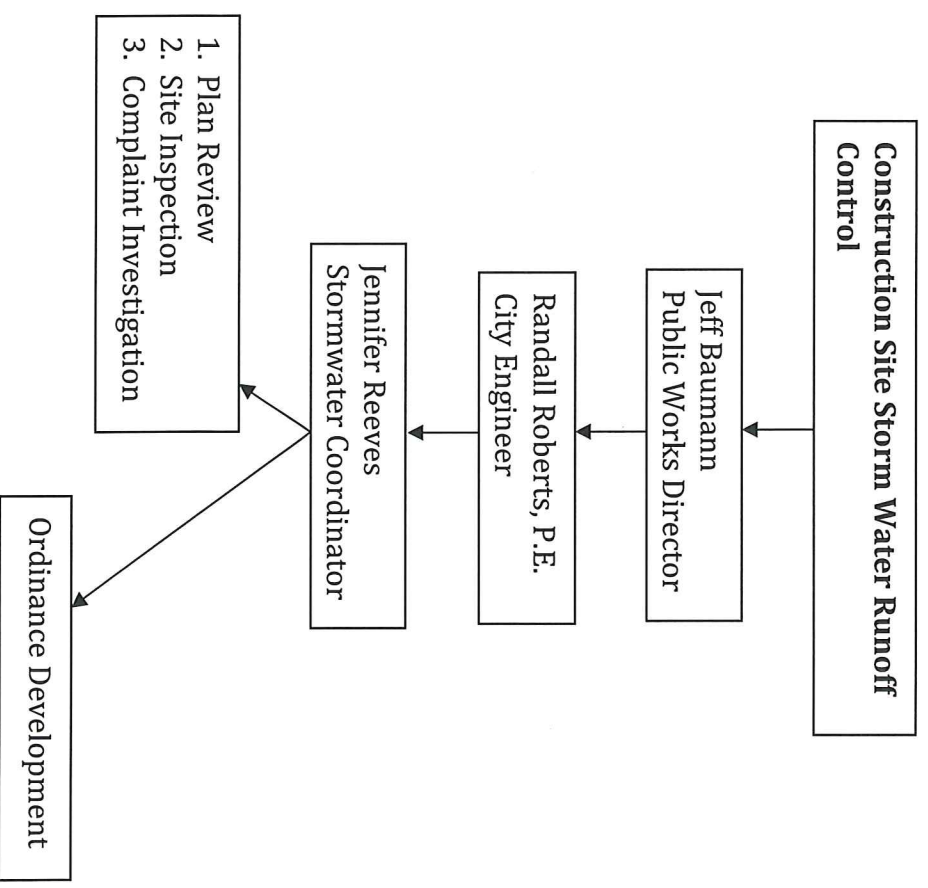 Construction Site Storm Water Runoff
Control
Jeff Baumann
Public Works Director
Randall Roberts, P.E.
City Engineer
Jennifer Reeves
Stormwater Coordinator
1. Plan Review
2. Site Inspection
3. Complaint Investigation
Ordinance Development